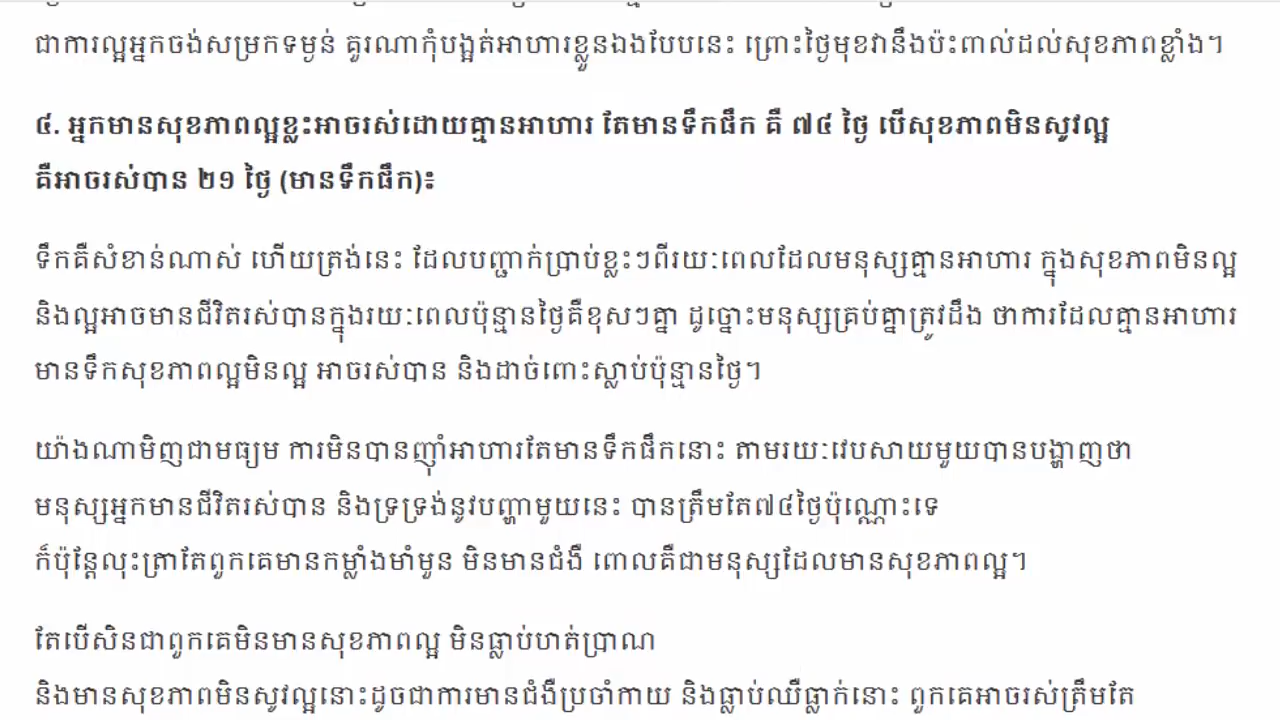 ជាការល្អអ្នកចង់សម្រកទម្ងន់ គួរណាកុំបង្អត់អាហារខ្លួនឯងបែបនេះ ព្រោះថ្ងៃមុខវានឹងប៉ះពាល់ដល់សុខភាពខ្លាំង។
៤. អ្នកមានសុខភាពល្អខ្លះអាចរស់ដោយគ្មានអាហារ តែមានទឹកផឹក គឺ ៧៤ ថ្ងៃ បើសុខភាពមិនសូវល្អ
គឺអាចរស់បាន ២១ ថ្ងៃ (មានទឹកផឹក)៖
ទឹកគឺសំខាន់ណាស់ ហើយត្រង់នេះ ដែលបញ្ជាក់ប្រាប់ខ្លះៗពីរយៈពេលដែលមនុស្សគ្មានអាហារ ក្នុងសុខភាពមិនល្អ
និងល្អអាចមានជីវិតរស់បានក្នុងរយៈពេលប៉ុន្មានថ្ងៃគឺខុសៗគ្នា ដូច្នោះមនុស្សគ្រប់គ្នាត្រូវដឹង ថាការដែលគ្មានអាហារ
មានទឹកសុខភាពល្អមិនល្អ អាចរស់បាន និងដាច់ពោះស្លាប់ប៉ុន្មានថ្ងៃ។
យ៉ាងណាមិញជាមធ្យម ការមិនបានញ៉ាំអាហារតែមានទឹកផឹកនោះ តាមរយៈវេបសាយមួយបានបង្ហាញថា
មនុស្សអ្នកមានជីវិតរស់បាន និងទ្រទ្រង់នូវបញ្ហាមួយនេះ បានត្រឹមតែ៧៤ថ្ងៃប៉ុណ្ណោះទេ
ក៏ប៉ុន្តែលុះត្រាតែពួកគេមានកម្លាំងមាំមួន មិនមានជំងឺ ពោលគឺជាមនុស្សដែលមានសុខភាពល្អ។
តែបើសិនជាពួកគេមិនមានសុខភាពល្អ មិនធ្លាប់ហត់ប្រាណ
និងមានសុខភាពមិនសូវល្អនោះដូចជាការមានជំងឺប្រចាំកាយ និងធ្លាប់ឈឺធ្លាក់នោះ ពួកគេអាចរស់ត្រឹមតែ